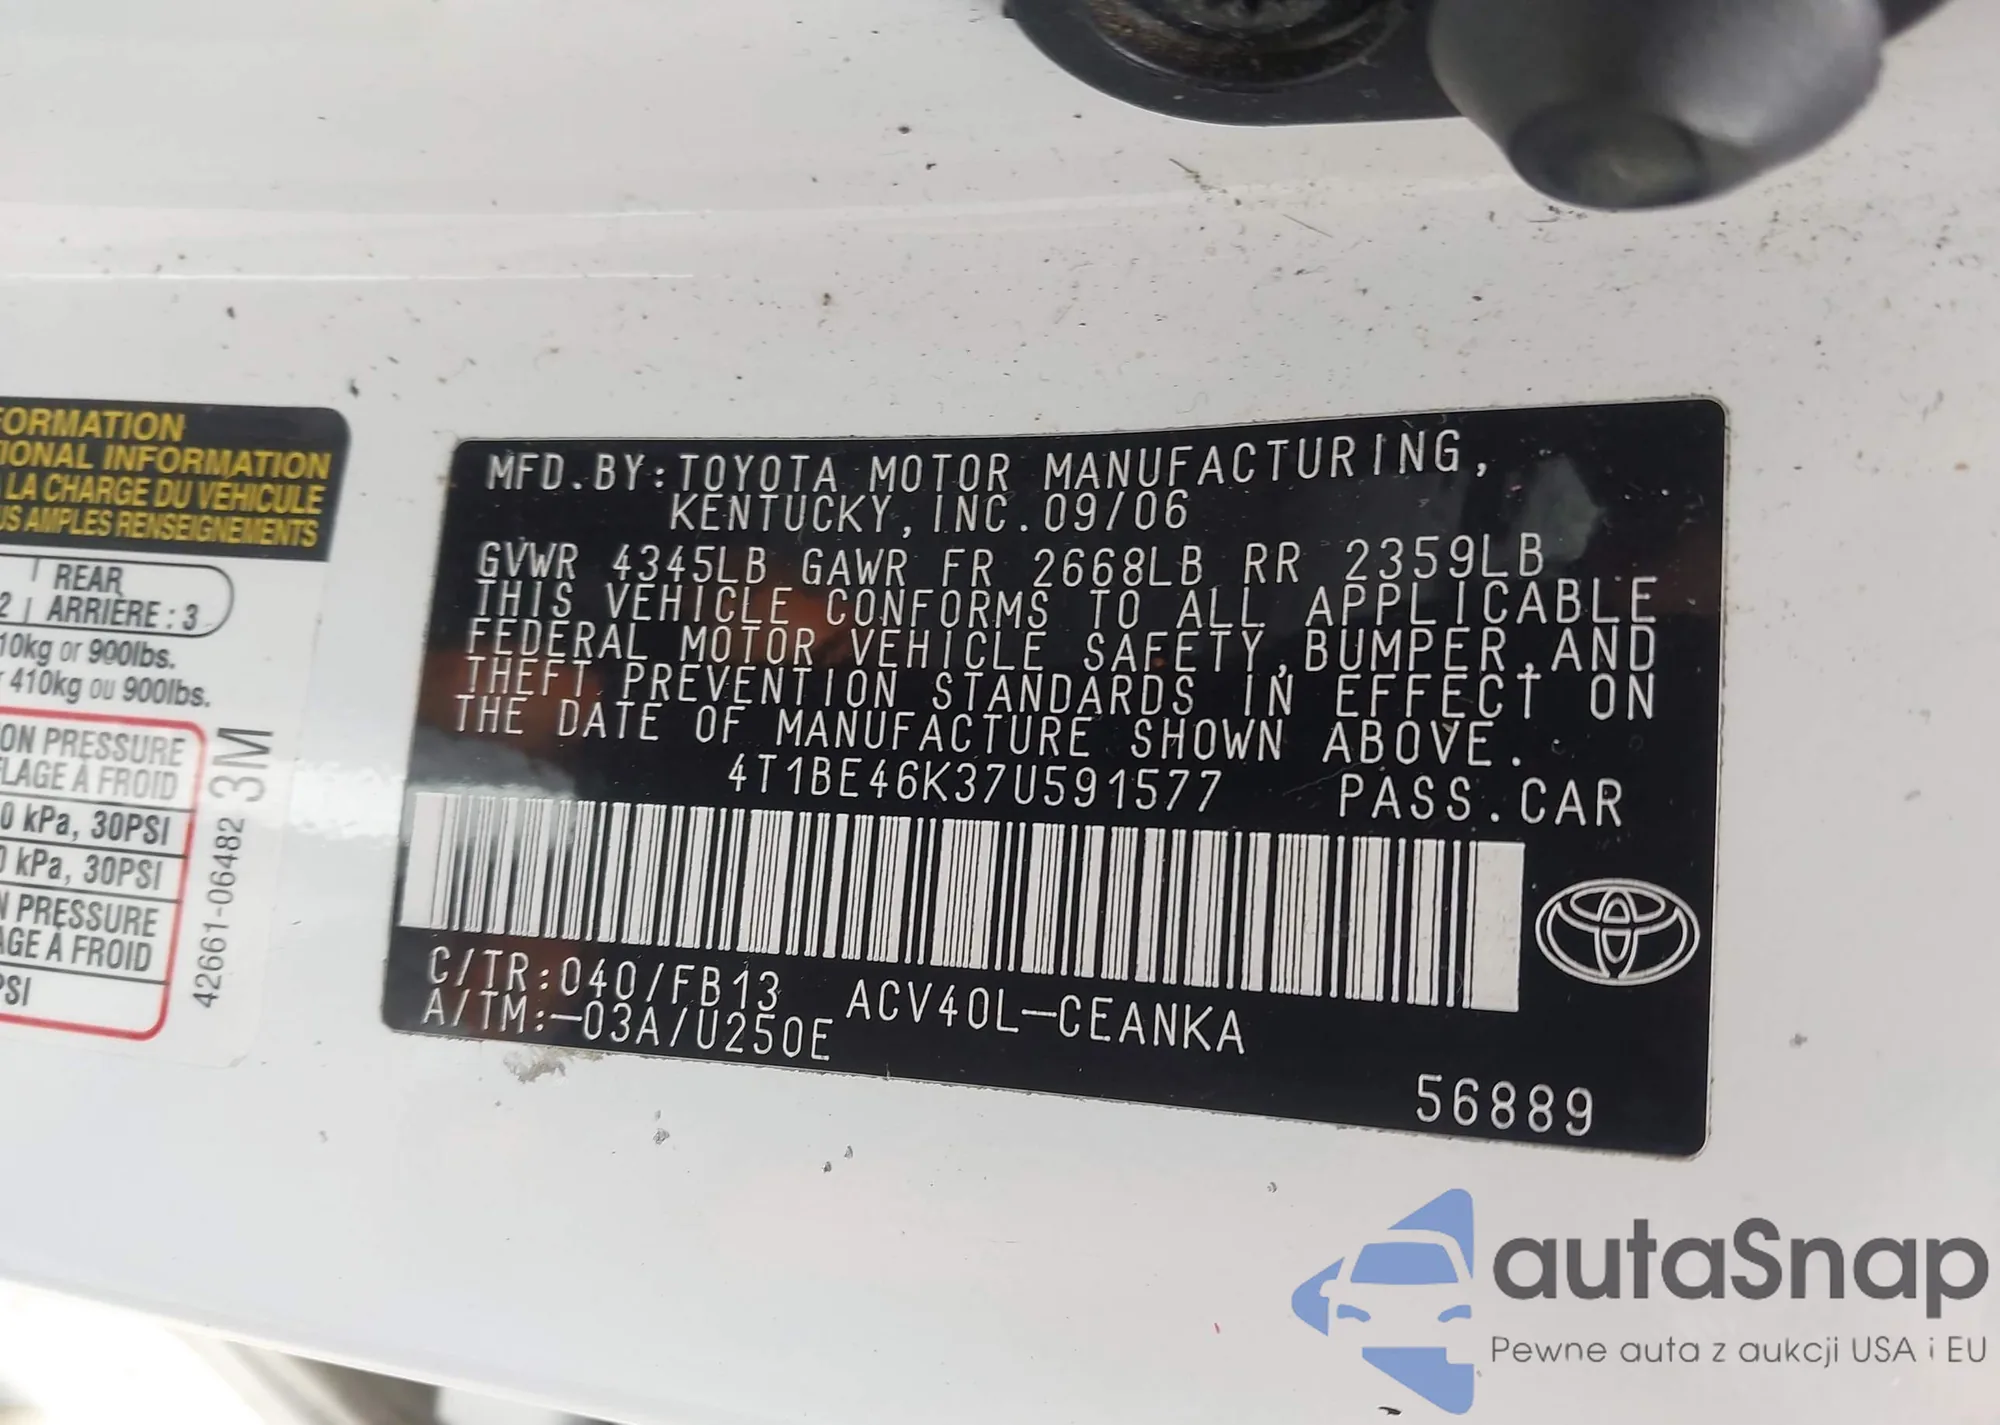 FORMATION
TIONAL INFORMATION
LA CHARGE DU VÉHICULE
US AMPLES RENSEIGNEMENTS
REAR
2 ARRIÈRE : 3
10kg or 900lbs.
410kg ou 900lbs.
ON PRESSURE
FLAGE À FROID
0 kPa, 30PSI
0 kPa, 30PSI
N PRESSURE
AGE À FROID
PSI
42661-06482 3M
MFD.BY:TOYOTA MOTOR MANUFACTURING,
KENTUCKY,INC.09/06
GVWR 4345LB GAWR FR 2668LB RR 2359LB
THIS VEHICLE CONFORMS TO ALL APPLICABLE
FEDERAL MOTOR VEHICLE SAFETY,BUMPER,AND
THEFT PREVENTION STANDARDS IN EFFECT ON
THE DATE OF MANUFACTURE SHOWN ABOVE.
4T1BE46K37U591577 PASS.CAR
C/TR:040/FB13 ACV40L-CEANKA
A/TM:-03A/U250E
56889
autaSnap
Pewne auta z aukcji USA i EU